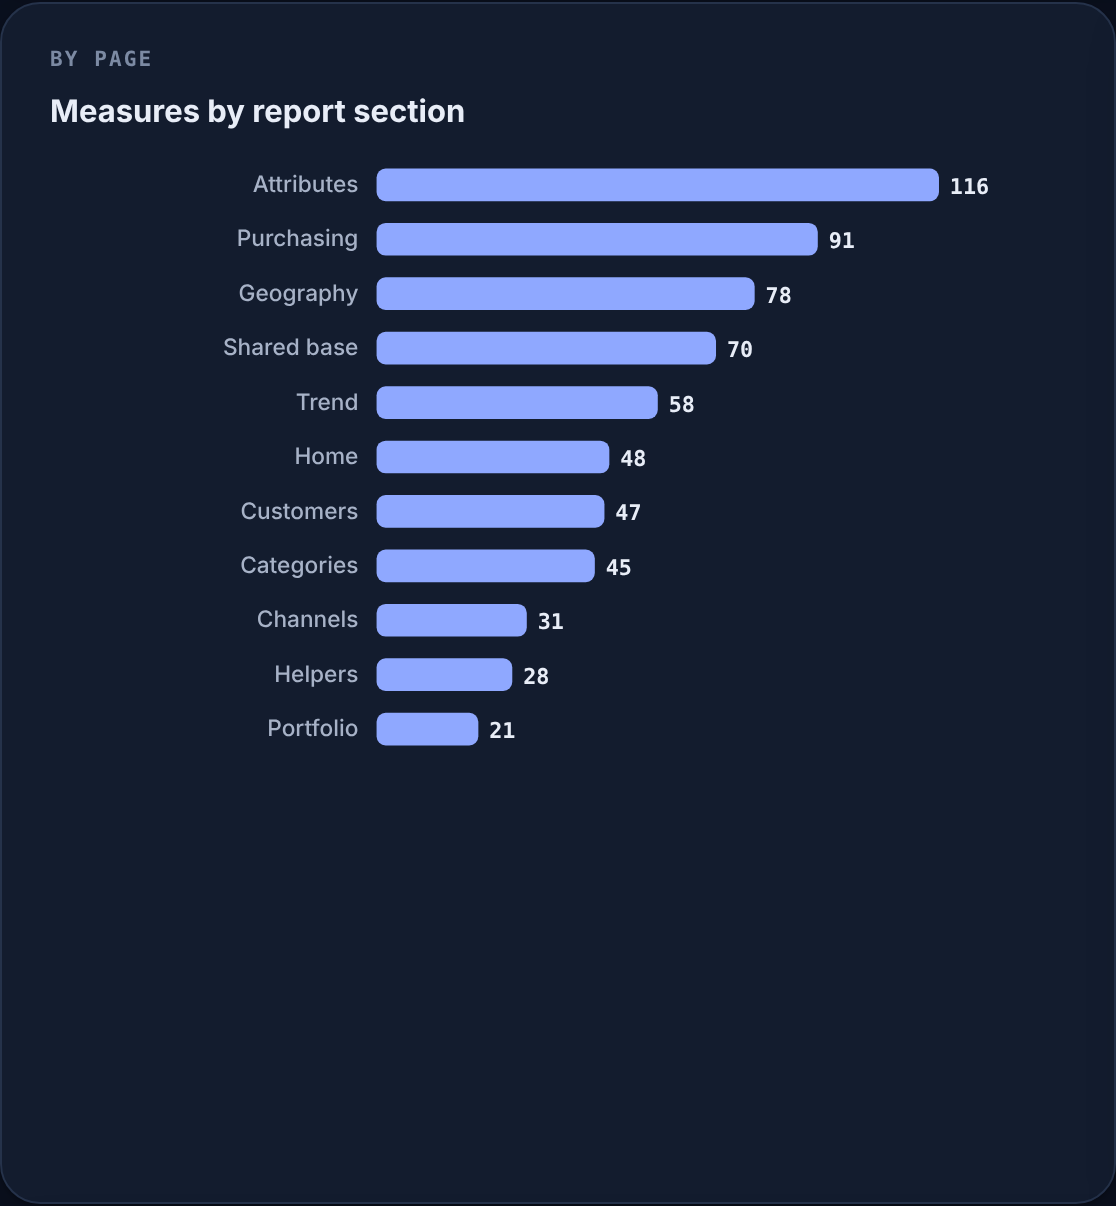 BY PAGE
Measures by report section
Attributes 116
Purchasing 91
Geography 78
Shared base 70
Trend 58
Home 48
Customers 47
Categories 45
Channels 31
Helpers 28
Portfolio 21